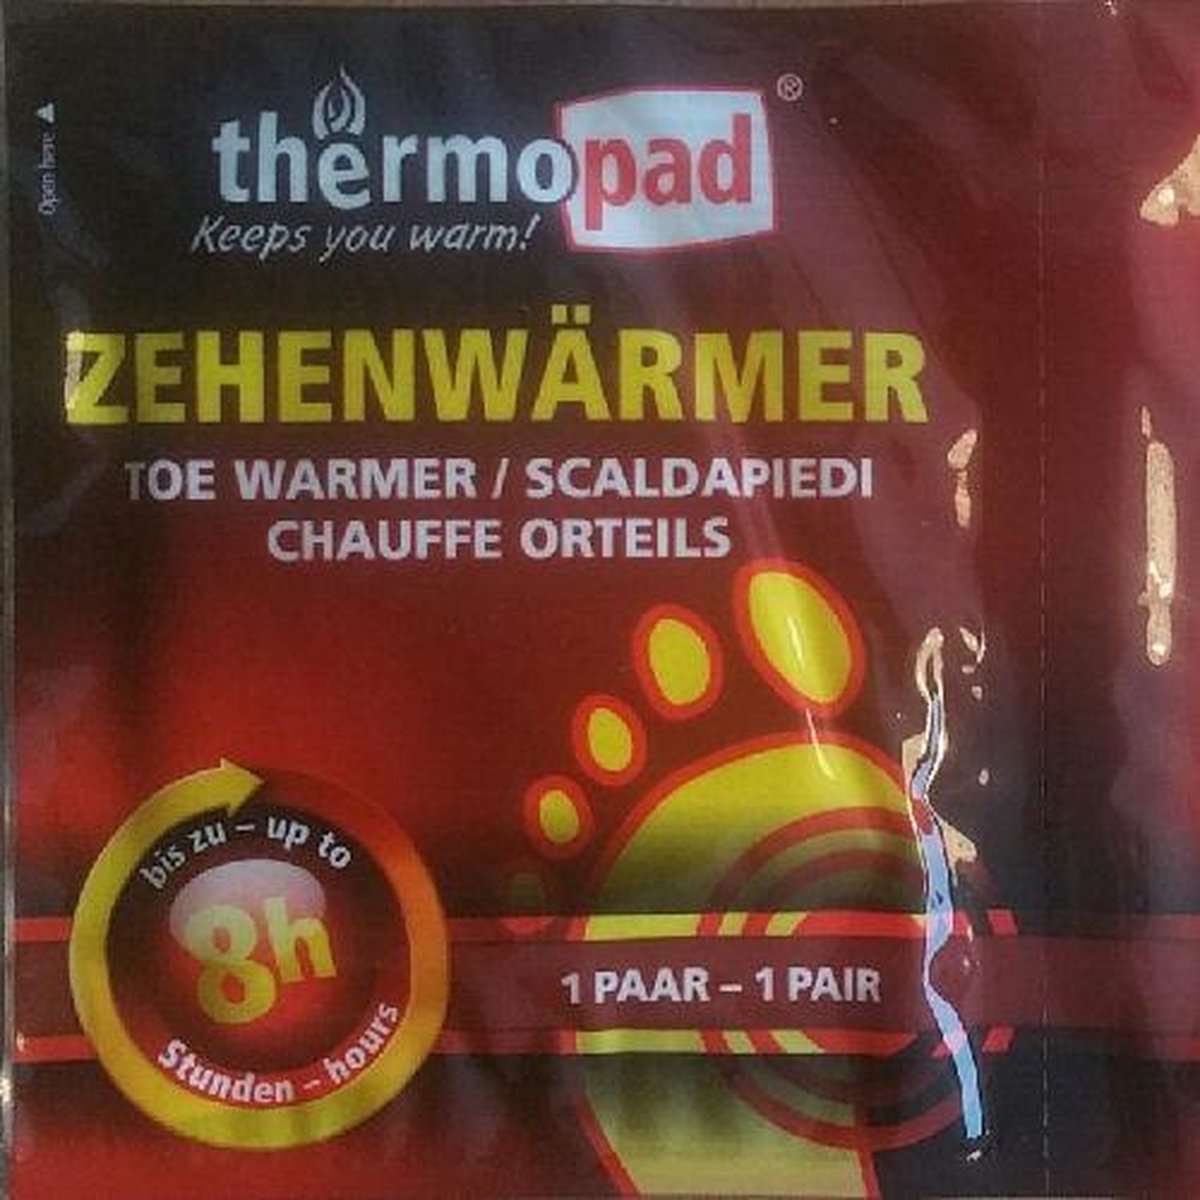 Open here
thermopad®
Keeps you warm!
ZEHENWÄRMER
TOE WARMER / SCALDAPIEDI
CHAUFFE ORTEILS
bis zu – up to
8h
Stunden – hours
1 PAAR – 1 PAIR